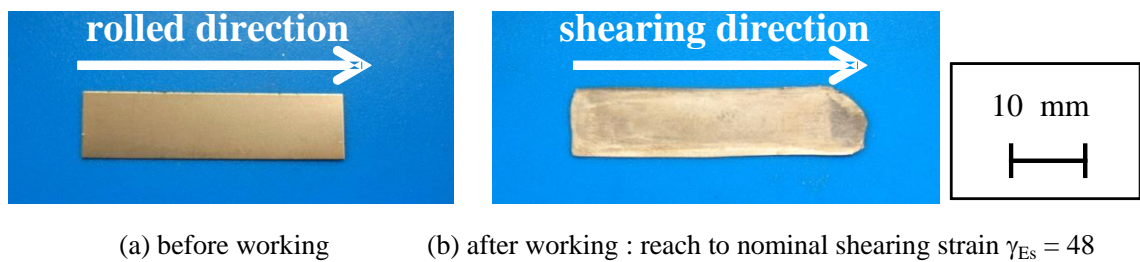 rolled direction
shearing direction
10 mm
(a) before working
(b) after working : reach to nominal shearing strain γEs = 48